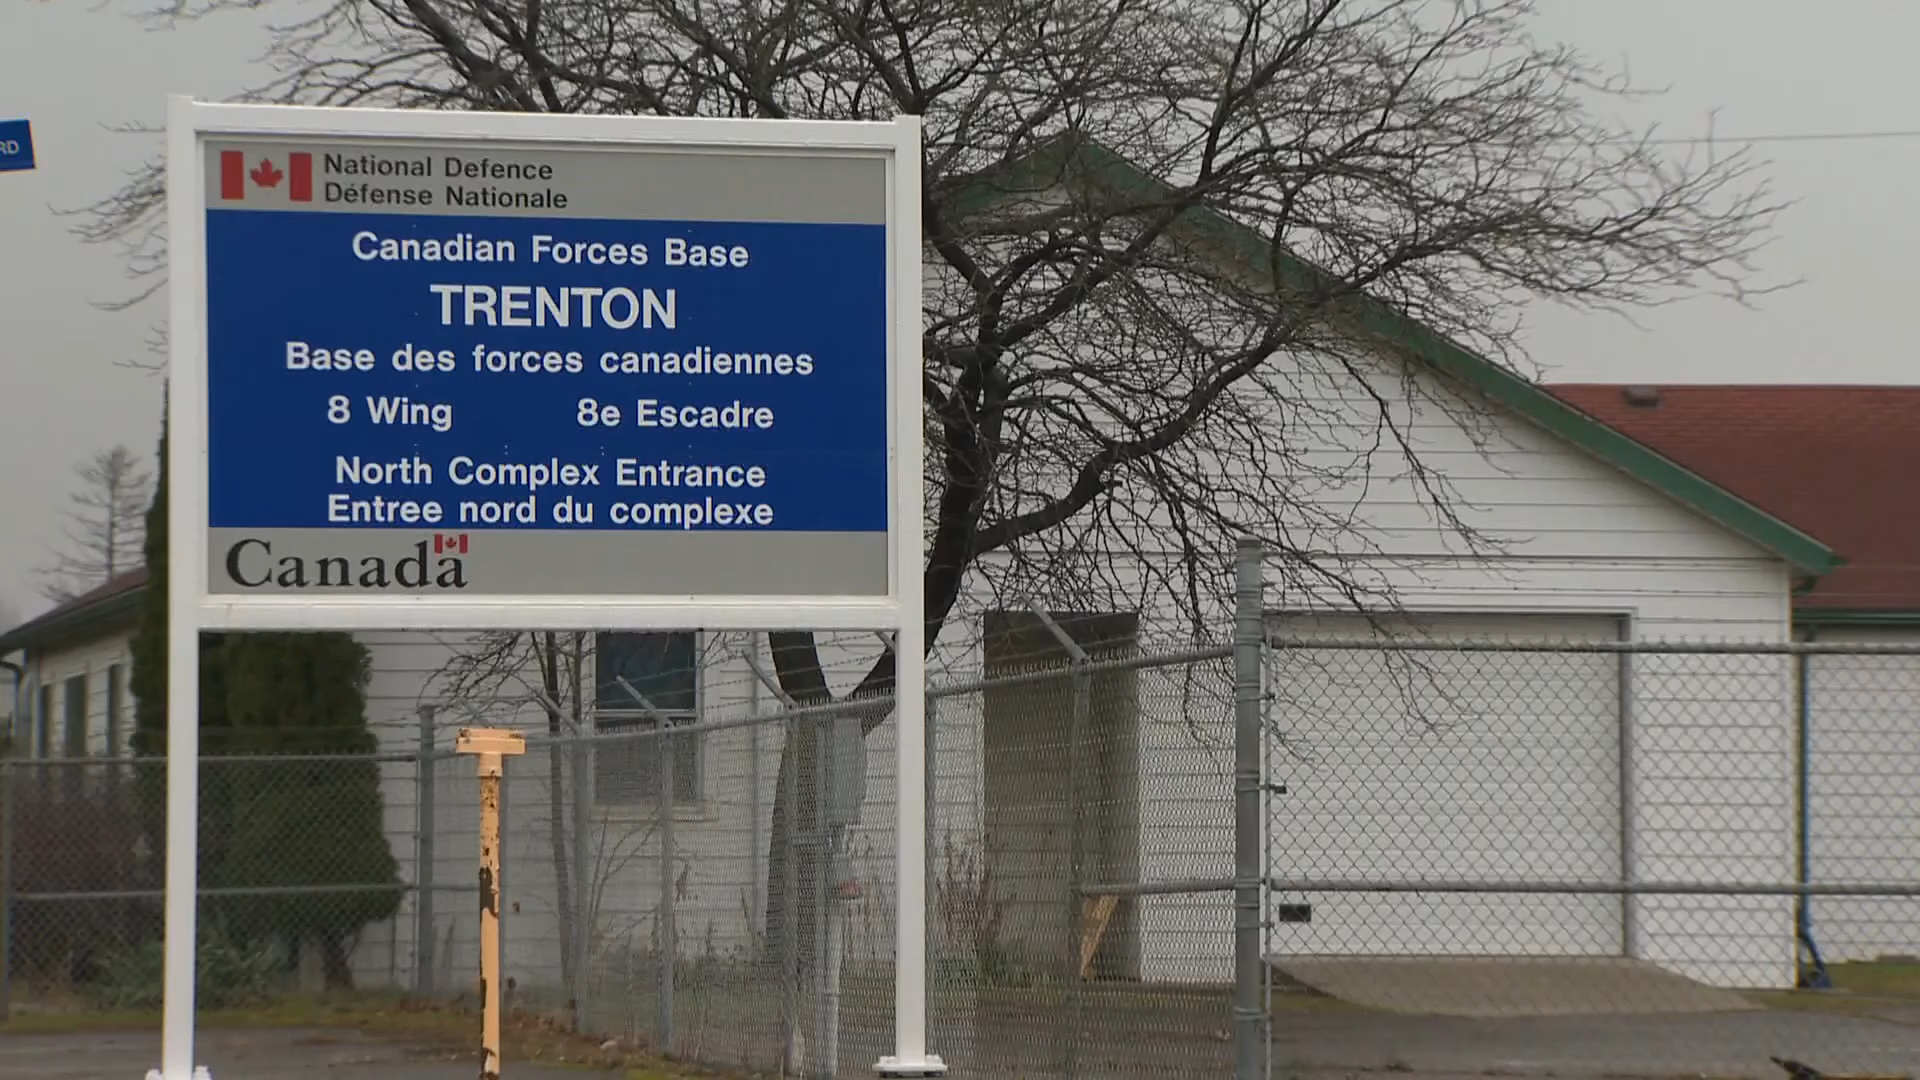 RD
National Defence
Défense Nationale
Canadian Forces Base
TRENTON
Base des forces canadiennes
8 Wing 8e Escadre
North Complex Entrance
Entree nord du complexe
Canada